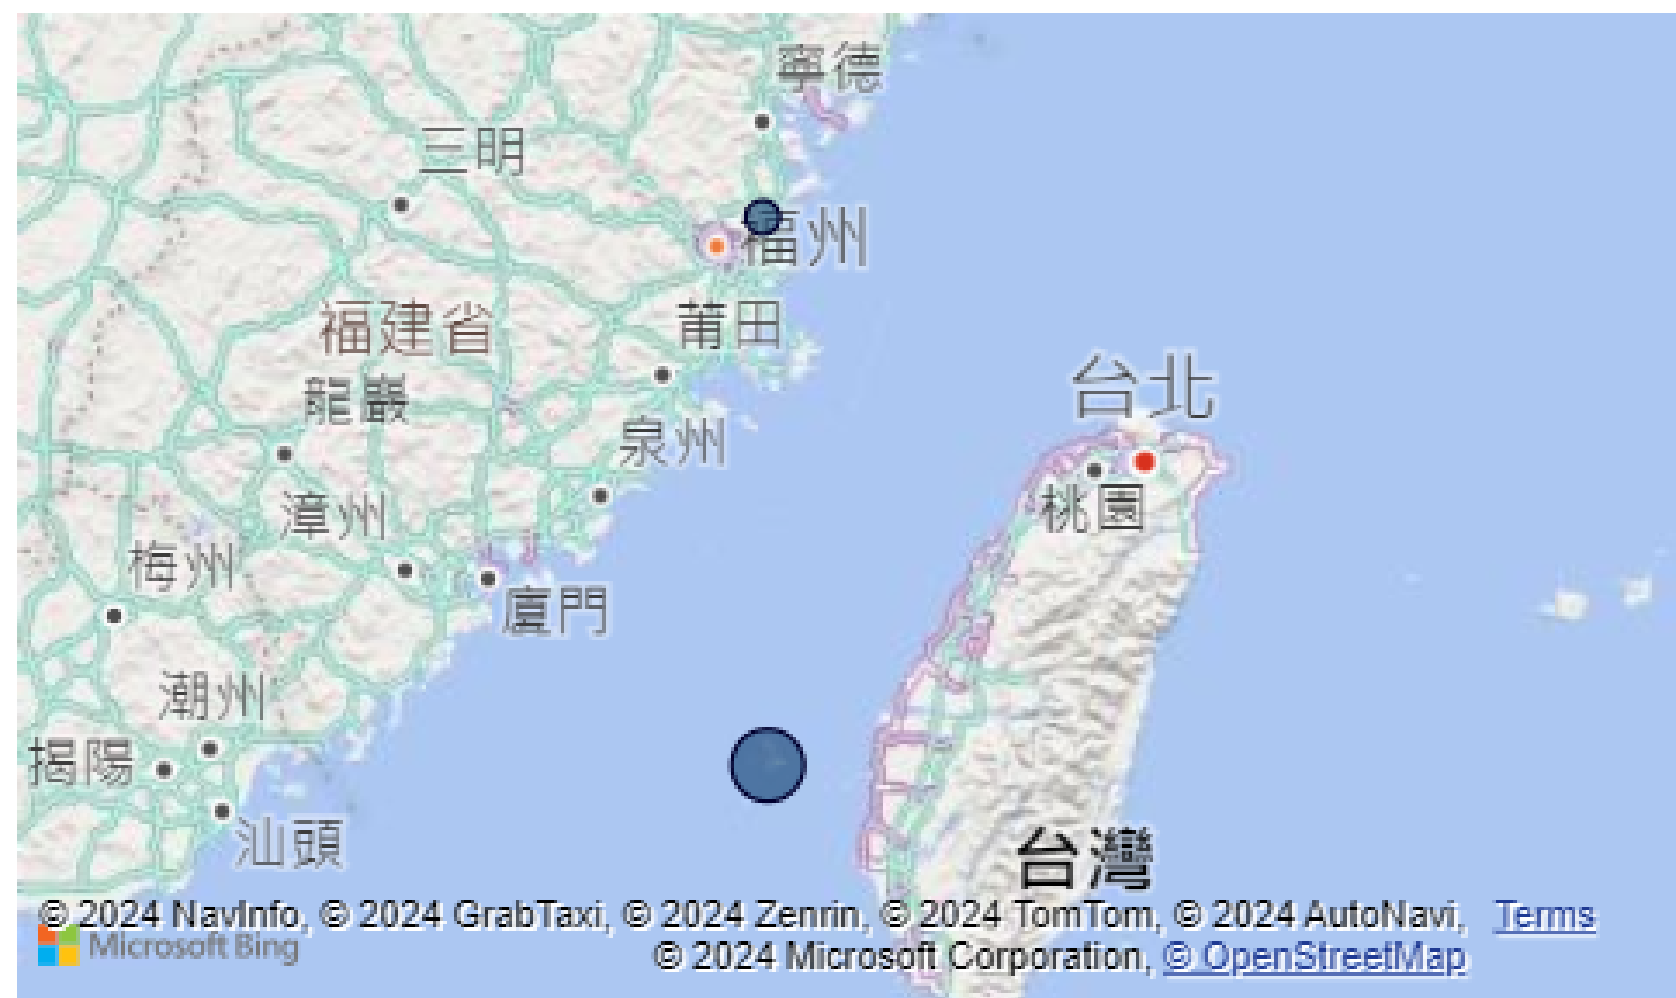 寧德
三明
福州
福建省
莆田
龍巖
台北
泉州
漳州
桃園
梅州
廈門
潮州
揭陽
汕頭
台灣
© 2024 NavInfo, © 2024 GrabTaxi, © 2024 Zenrin, © 2024 TomTom, © 2024 AutoNavi, Terms
Microsoft Bing
© 2024 Microsoft Corporation, © OpenStreetMap